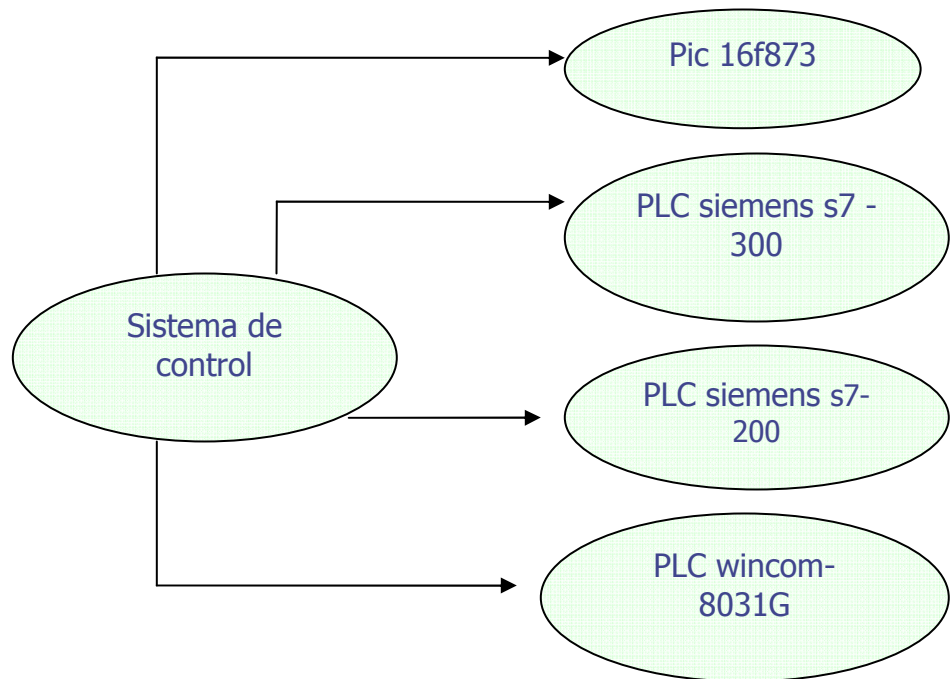 Pic 16f873
PLC siemens s7 -
300
Sistema de
control
PLC siemens s7-
200
PLC wincom-
8031G